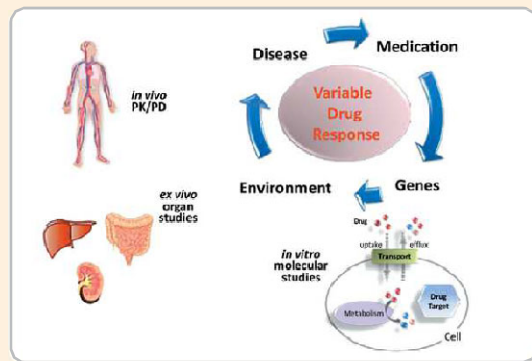 Disease
Medication
in vivo
PK/PD
Variable
Drug
Response
Environment
Genes
ex vivo
organ
studies
Drug
uptake
efflux
in vitro
molecular
studies
Transport
Metabolism
Drug
Target
Cell